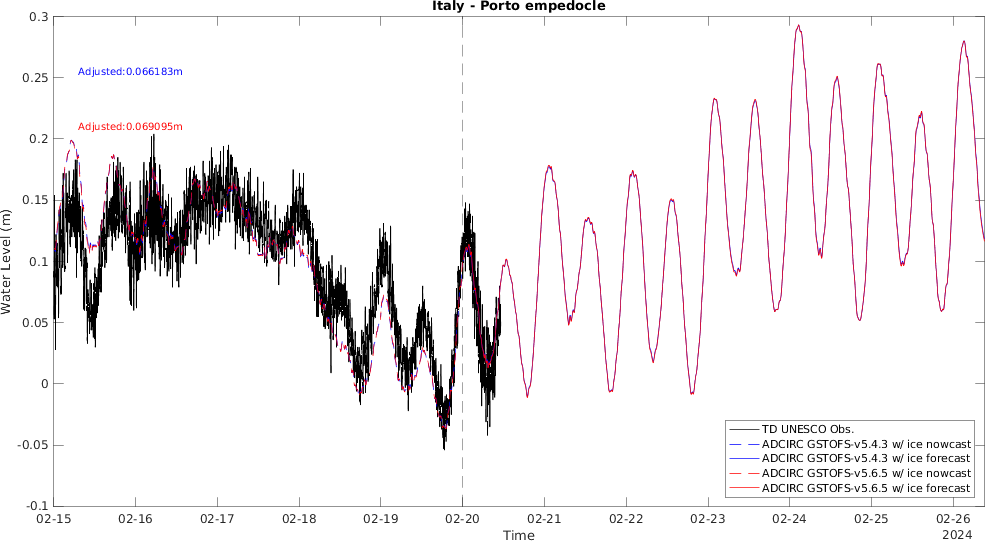 Italy - Porto empedocle
0.3
0.25
0.2
0.15
0.1
0.05
0
-0.05
-0.1
Water Level (m)
Adjusted:0.066183m
Adjusted:0.069095m
TD UNESCO Obs.
ADCIRC GSTOFS-v5.4.3 w/ ice nowcast
ADCIRC GSTOFS-v5.4.3 w/ ice forecast
ADCIRC GSTOFS-v5.6.5 w/ ice nowcast
ADCIRC GSTOFS-v5.6.5 w/ ice forecast
02-15 02-16 02-17 02-18 02-19 02-20 02-21 02-22 02-23 02-24 02-25 02-26
Time
2024